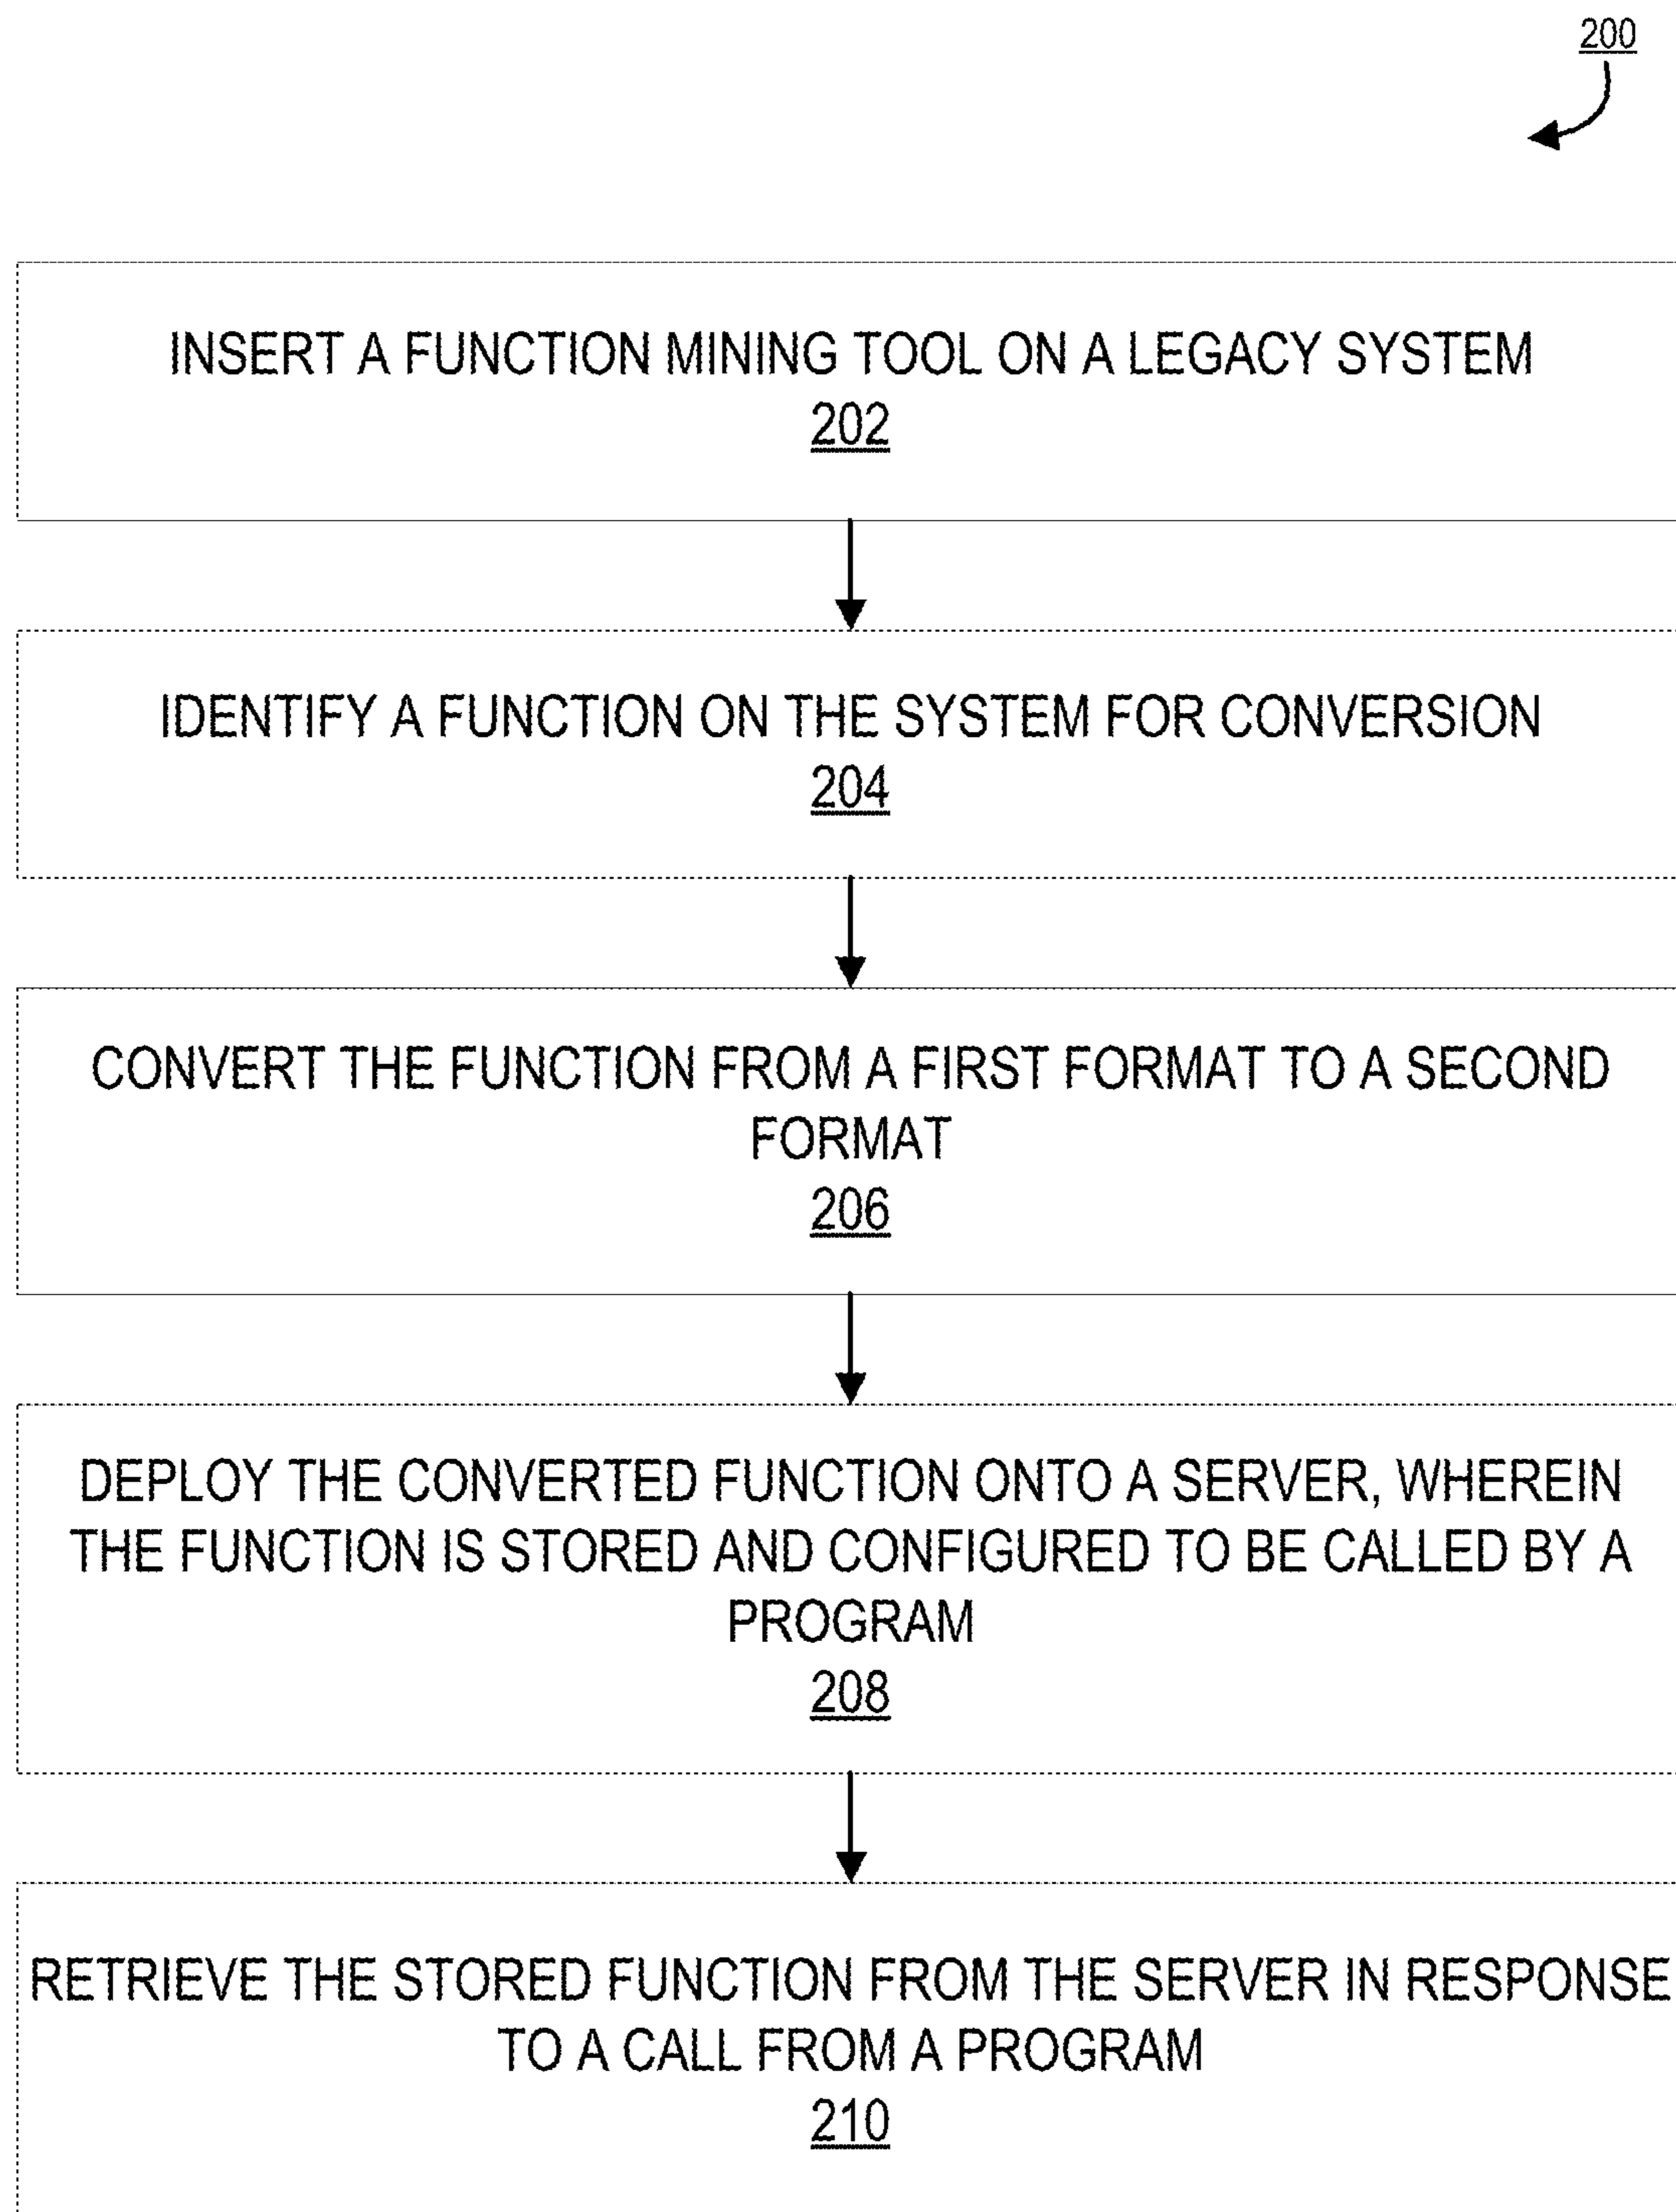 200
INSERT A FUNCTION MINING TOOL ON A LEGACY SYSTEM
202
IDENTIFY A FUNCTION ON THE SYSTEM FOR CONVERSION
204
CONVERT THE FUNCTION FROM A FIRST FORMAT TO A SECOND
FORMAT
206
DEPLOY THE CONVERTED FUNCTION ONTO A SERVER, WHEREIN
THE FUNCTION IS STORED AND CONFIGURED TO BE CALLED BY A
PROGRAM
208
RETRIEVE THE STORED FUNCTION FROM THE SERVER IN RESPONSE
TO A CALL FROM A PROGRAM
210